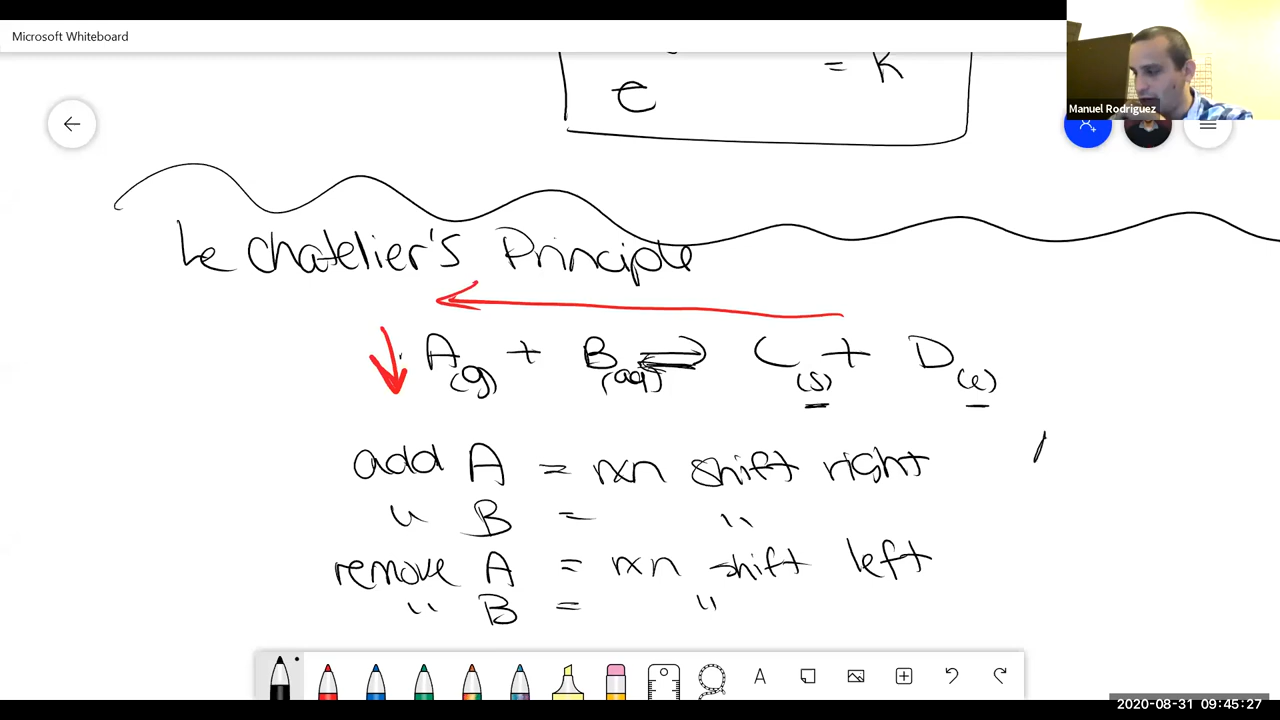 Microsoft Whiteboard
= K
e
Manuel Rodriguez
Le Chatelier's Principle
A(g) + B(aq) ⇌ C(s) + D(l)
add A = rxn shift right
" B = "
remove A = rxn shift left
" B = "
A
2020-08-31 09:45:27